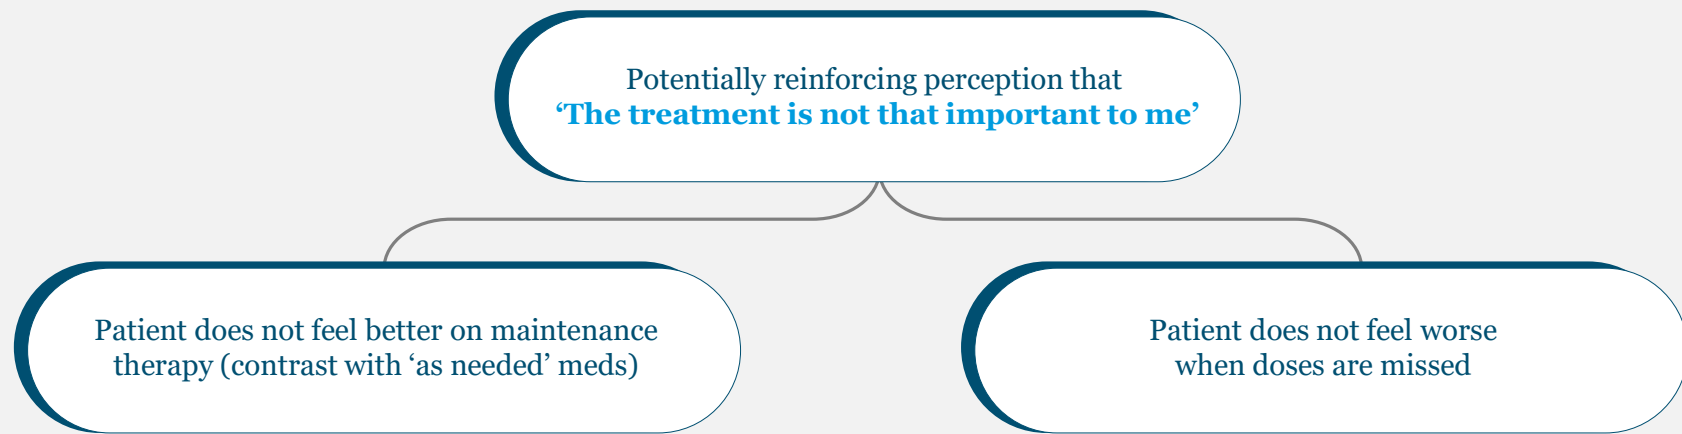 Potentially reinforcing perception that
‘The treatment is not that important to me’
Patient does not feel better on maintenance
therapy (contrast with ‘as needed’ meds)
Patient does not feel worse
when doses are missed